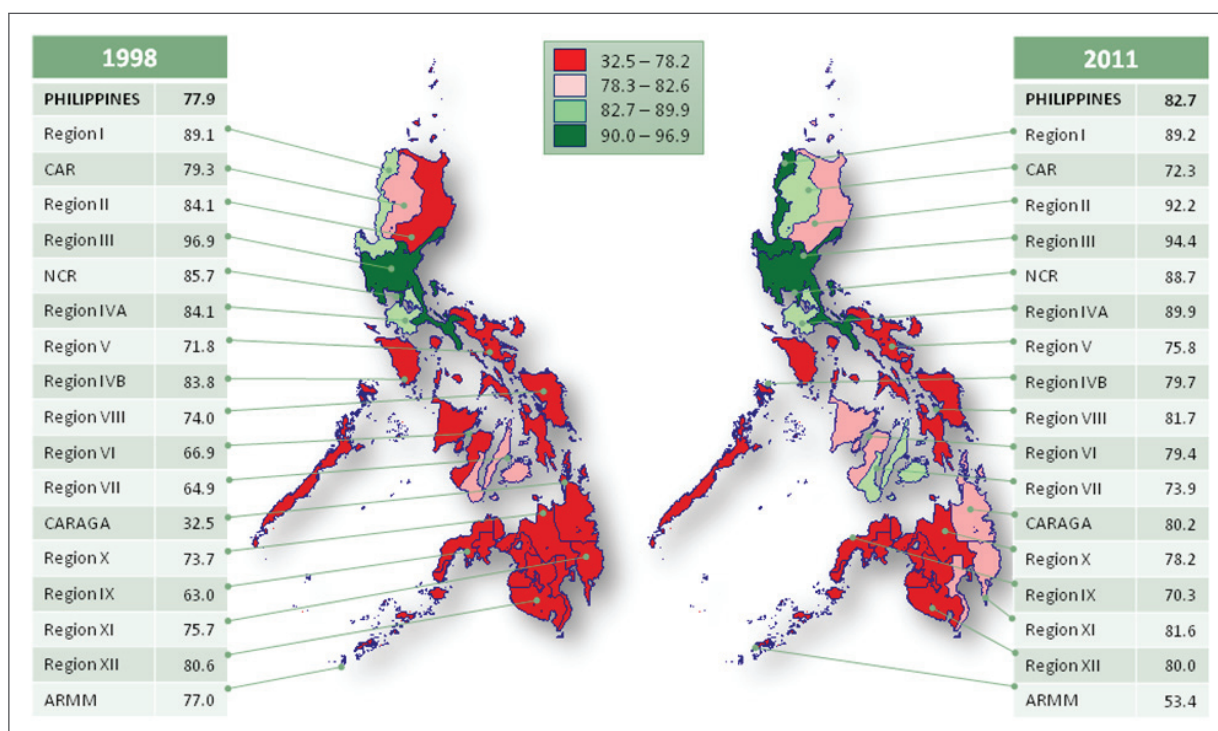 1998
PHILIPPINES 77.9
Region I 89.1
CAR 79.3
Region II 84.1
Region III 96.9
NCR 85.7
Region IVA 84.1
Region V 71.8
Region IVB 83.8
Region VIII 74.0
Region VI 66.9
Region VII 64.9
CARAGA 32.5
Region X 73.7
Region IX 63.0
Region XI 75.7
Region XII 80.6
ARMM 77.0
32.5 – 78.2
78.3 – 82.6
82.7 – 89.9
90.0 – 96.9
2011
PHILIPPINES 82.7
Region I 89.2
CAR 72.3
Region II 92.2
Region III 94.4
NCR 88.7
Region IVA 89.9
Region V 75.8
Region IVB 79.7
Region VIII 81.7
Region VI 79.4
Region VII 73.9
CARAGA 80.2
Region X 78.2
Region IX 70.3
Region XI 81.6
Region XII 80.0
ARMM 53.4